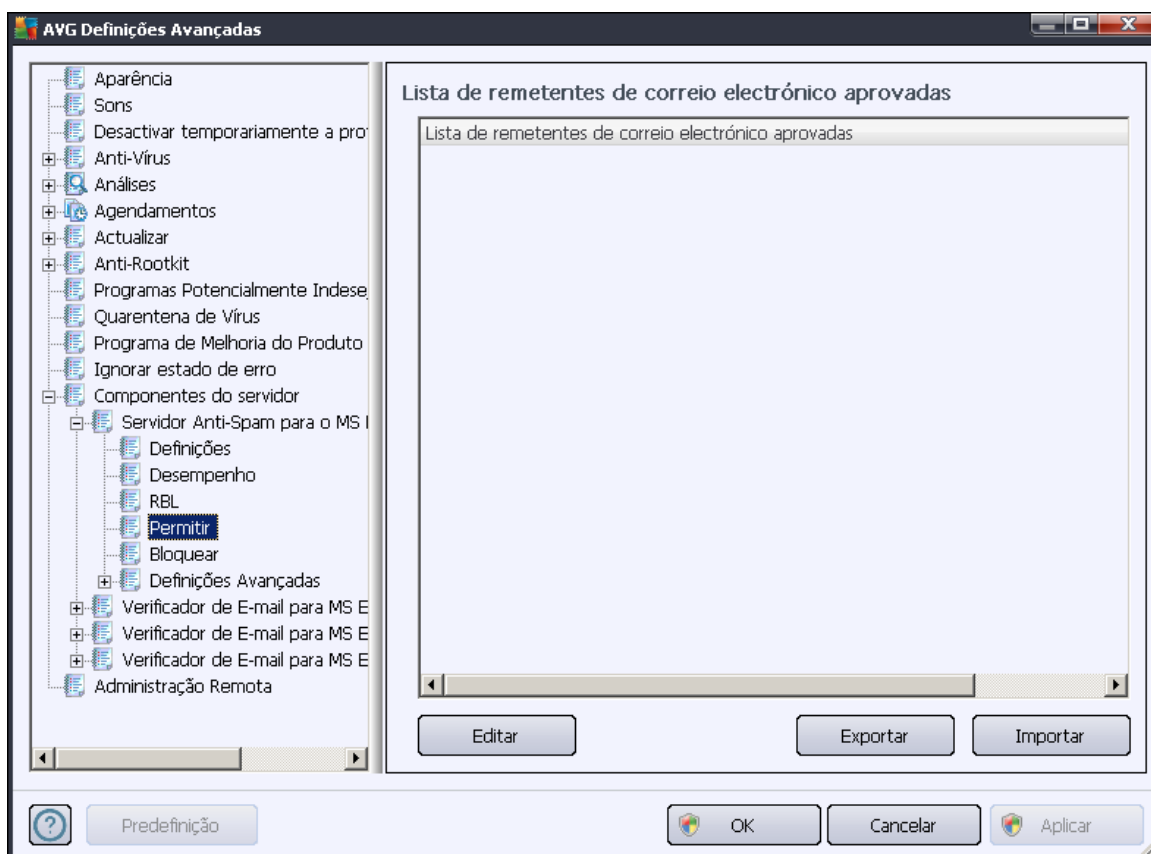 AVG Definições Avançadas
Aparência
Sons
Desactivar temporariamente a pro
Anti-Vírus
Análises
Agendamentos
Actualizar
Anti-Rootkit
Programas Potencialmente Indese
Quarentena de Vírus
Programa de Melhoria do Produto
Ignorar estado de erro
Componentes do servidor
Servidor Anti-Spam para o MS
Definições
Desempenho
RBL
Permitir
Bloquear
Definições Avançadas
Verificador de E-mail para MS E
Verificador de E-mail para MS E
Verificador de E-mail para MS E
Administração Remota
Lista de remetentes de correio electrónico aprovadas
Lista de remetentes de correio electrónico aprovadas
Editar
Exportar
Importar
Predefinição
OK
Cancelar
Aplicar